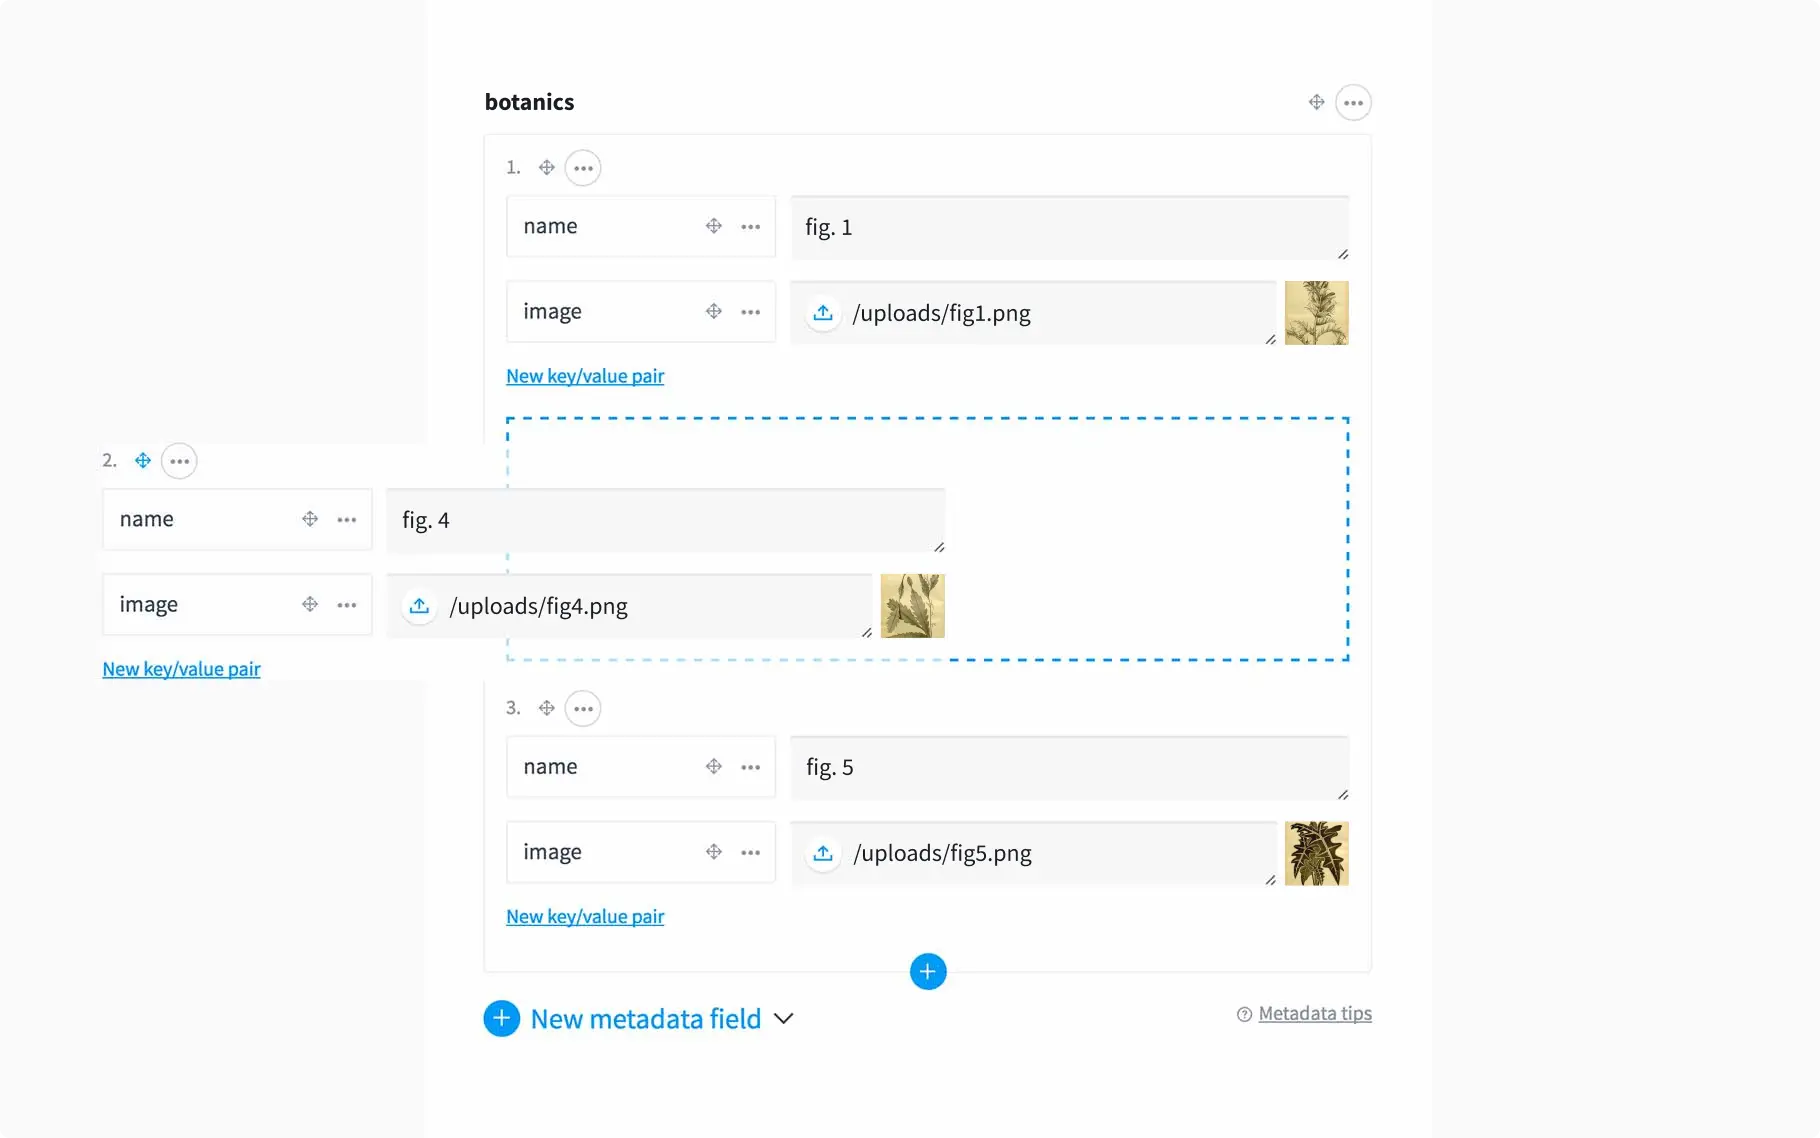 botanics
1.
name
fig. 1
image
/uploads/fig1.png
New key/value pair
2.
name
fig. 4
image
/uploads/fig4.png
New key/value pair
3.
name
fig. 5
image
/uploads/fig5.png
New key/value pair
New metadata field
Metadata tips